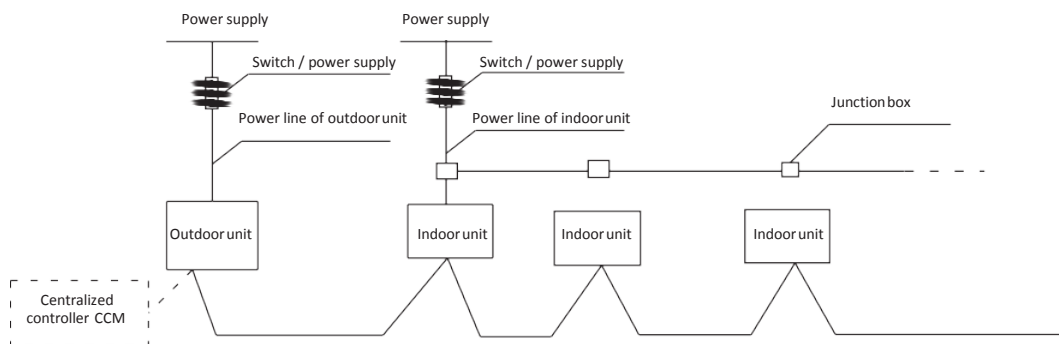 Power supply
Power supply
Switch / power supply
Switch / power supply
Power line of outdoor unit
Power line of indoor unit
Junction box
Outdoor unit
Indoor unit
Indoor unit
Indoor unit
Centralized
controller CCM